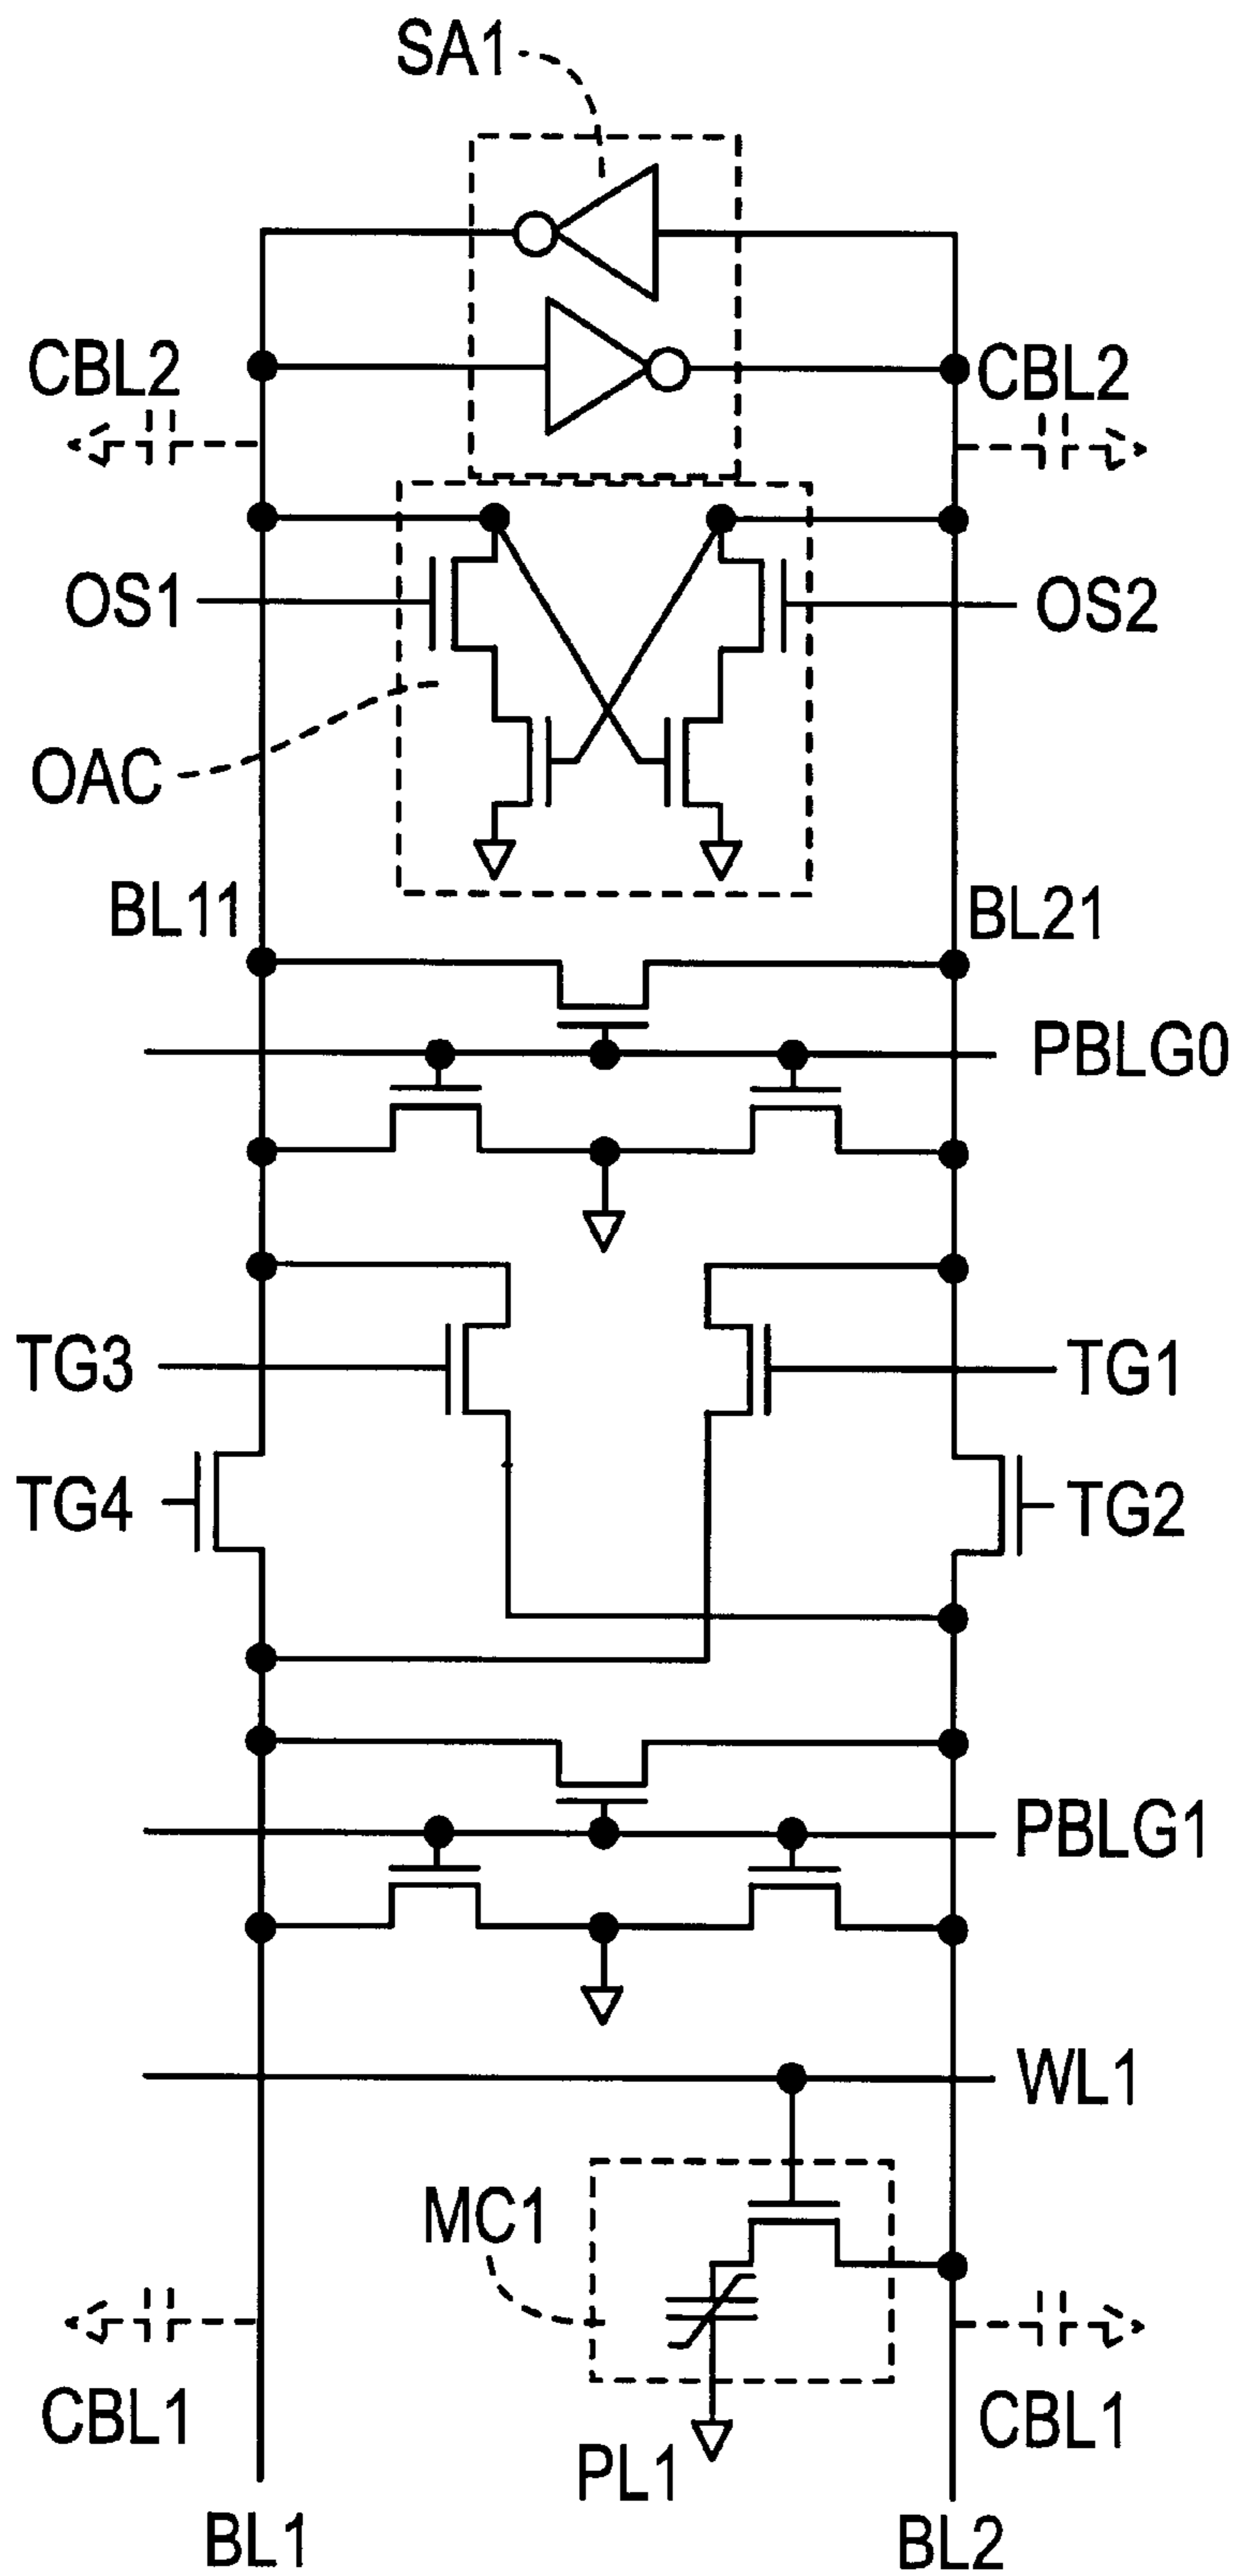 SA1
CBL2
CBL2
OS1
OS2
OAC
BL11
BL21
PBLG0
TG3
TG1
TG4
TG2
PBLG1
WL1
MC1
CBL1
CBL1
PL1
BL1
BL2